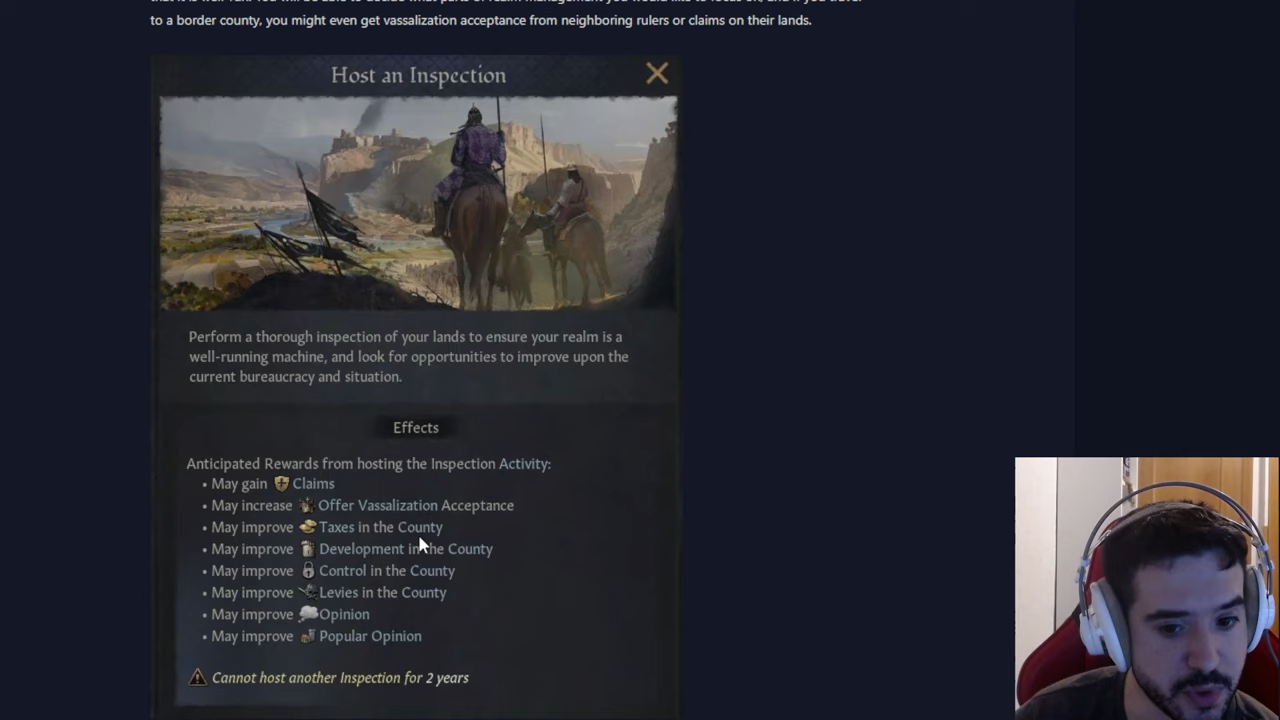 to a border county, you might even get vassalization acceptance from neighboring rulers or claims on their lands.
Host an Inspection
Perform a thorough inspection of your lands to ensure your realm is a
well-running machine, and look for opportunities to improve upon the
current bureaucracy and situation.
Effects
Anticipated Rewards from hosting the Inspection Activity:
• May gain Claims
• May increase Offer Vassalization Acceptance
• May improve Taxes in the County
• May improve Development in the County
• May improve Control in the County
• May improve Levies in the County
• May improve Opinion
• May improve Popular Opinion
Cannot host another Inspection for 2 years